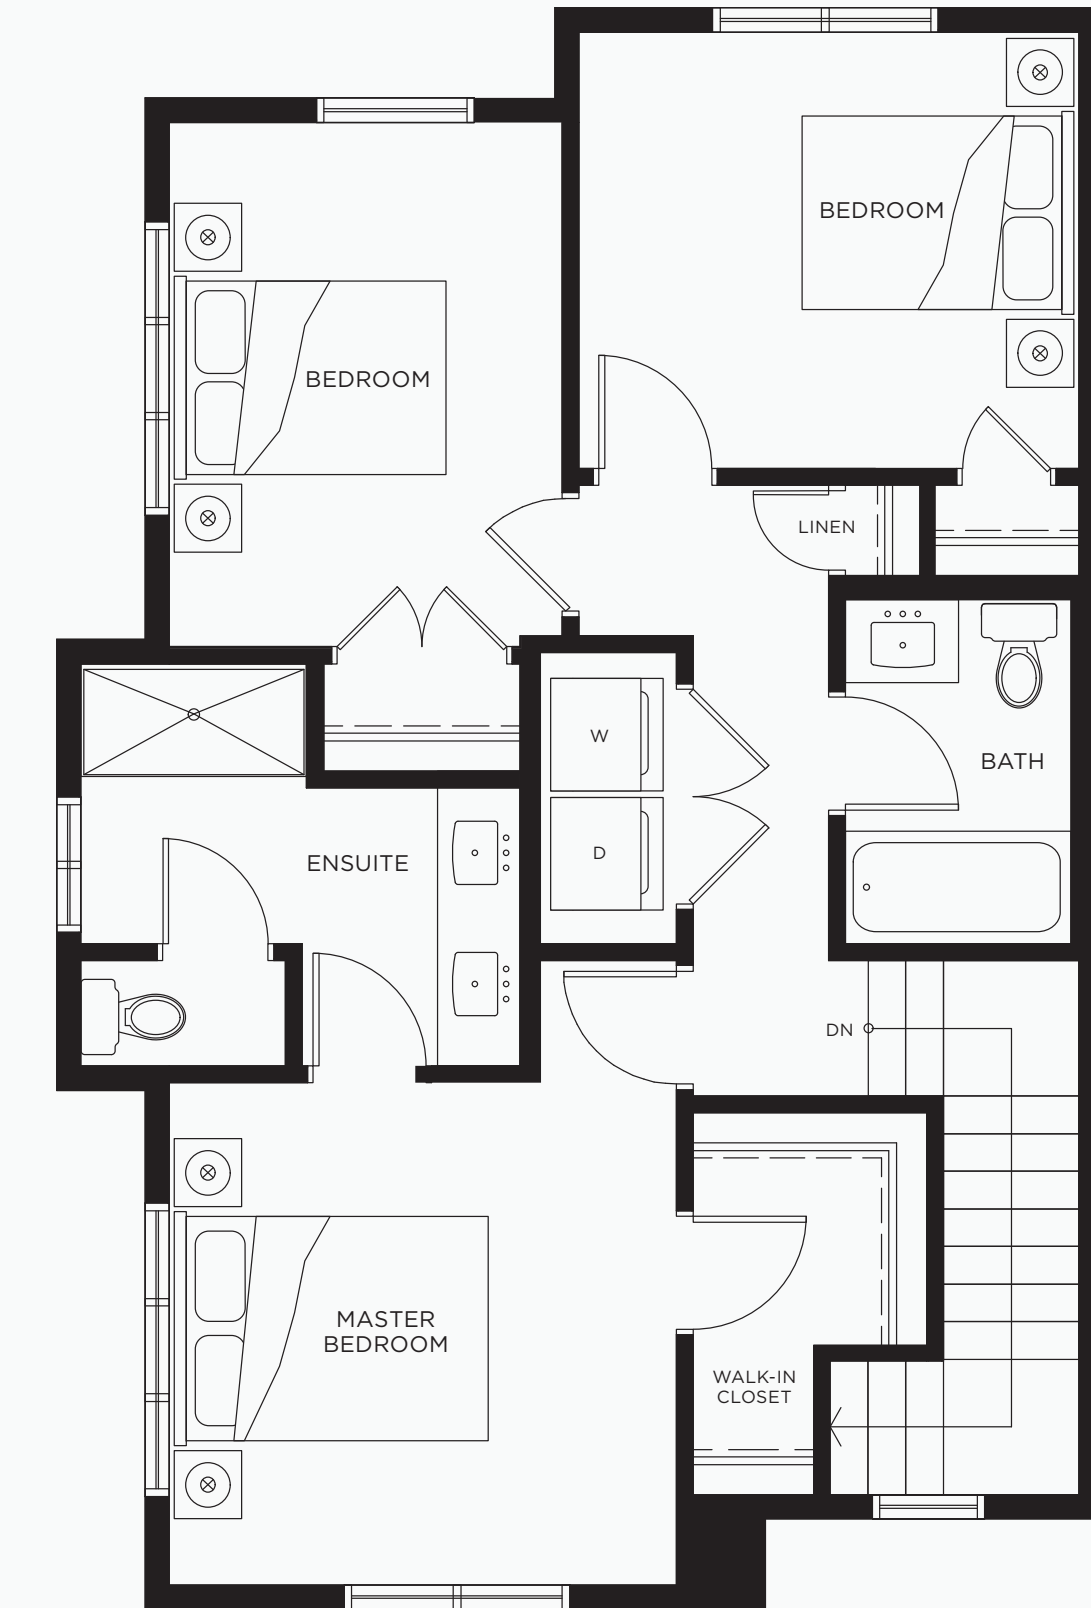 BEDROOM
BEDROOM
LINEN
W
BATH
D
ENSUITE
DN
MASTER
BEDROOM
WALK-IN
CLOSET